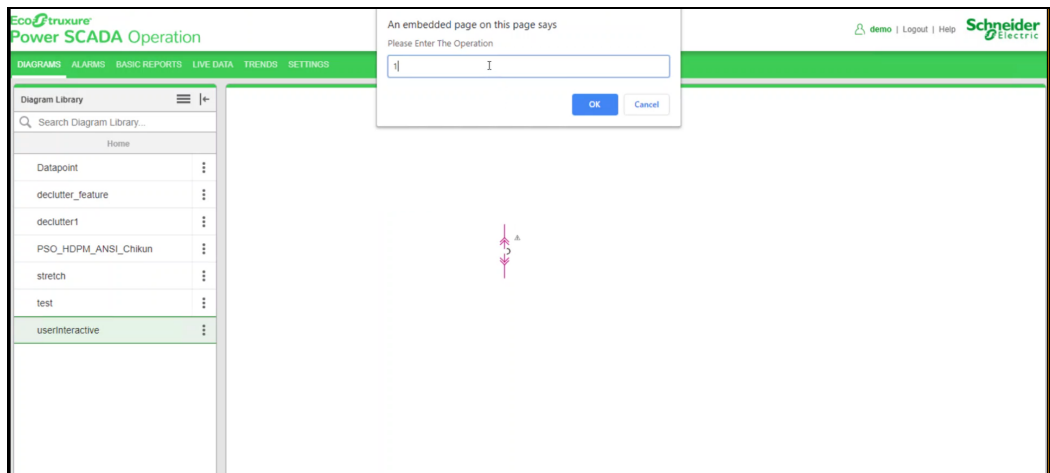 EcoStruxure
Power SCADA Operation
demo | Logout | Help
Schneider
Electric
DIAGRAMS ALARMS BASIC REPORTS LIVE DATA TRENDS SETTINGS
An embedded page on this page says
Please Enter The Operation
1
OK Cancel
Diagram Library
Search Diagram Library...
Home
Datapoint
declutter_feature
declutter1
PSO_HDPM_ANSI_Chikun
stretch
test
userInteractive